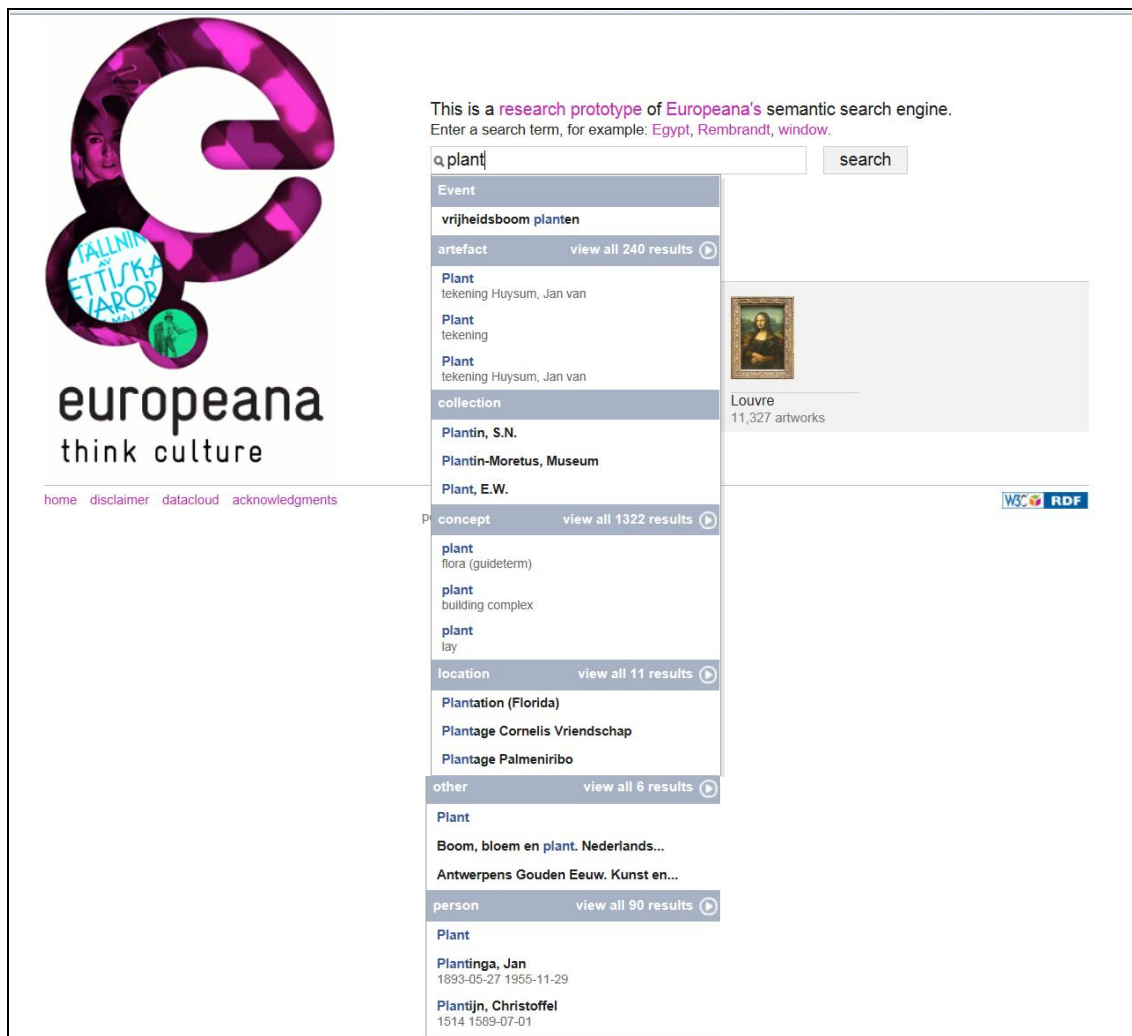 This is a research prototype of Europeana's semantic search engine.
Enter a search term, for example: Egypt, Rembrandt, window.
plant
search
Event
vrijheidsboom planten
artefact view all 240 results
Plant
tekening Huysum, Jan van
Plant
tekening
Plant
tekening Huysum, Jan van
collection
Plantin, S.N.
Plantin-Moretus, Museum
Plant, E.W.
concept view all 1322 results
plant
flora (guideterm)
plant
building complex
plant
lay
location view all 11 results
Plantation (Florida)
Plantage Cornelis Vriendschap
Plantage Palmeniribo
other view all 6 results
Plant
Boom, bloem en plant. Nederlands...
Antwerpens Gouden Eeuw. Kunst en...
person view all 90 results
Plant
Plantinga, Jan
1893-05-27 1955-11-29
Plantijn, Christoffel
1514 1589-07-01
Louvre
11,327 artworks
TÄLLNIN
AV
ETTISKA
VAROR
europeana
think culture
home disclaimer datacloud acknowledgments
W3C RDF